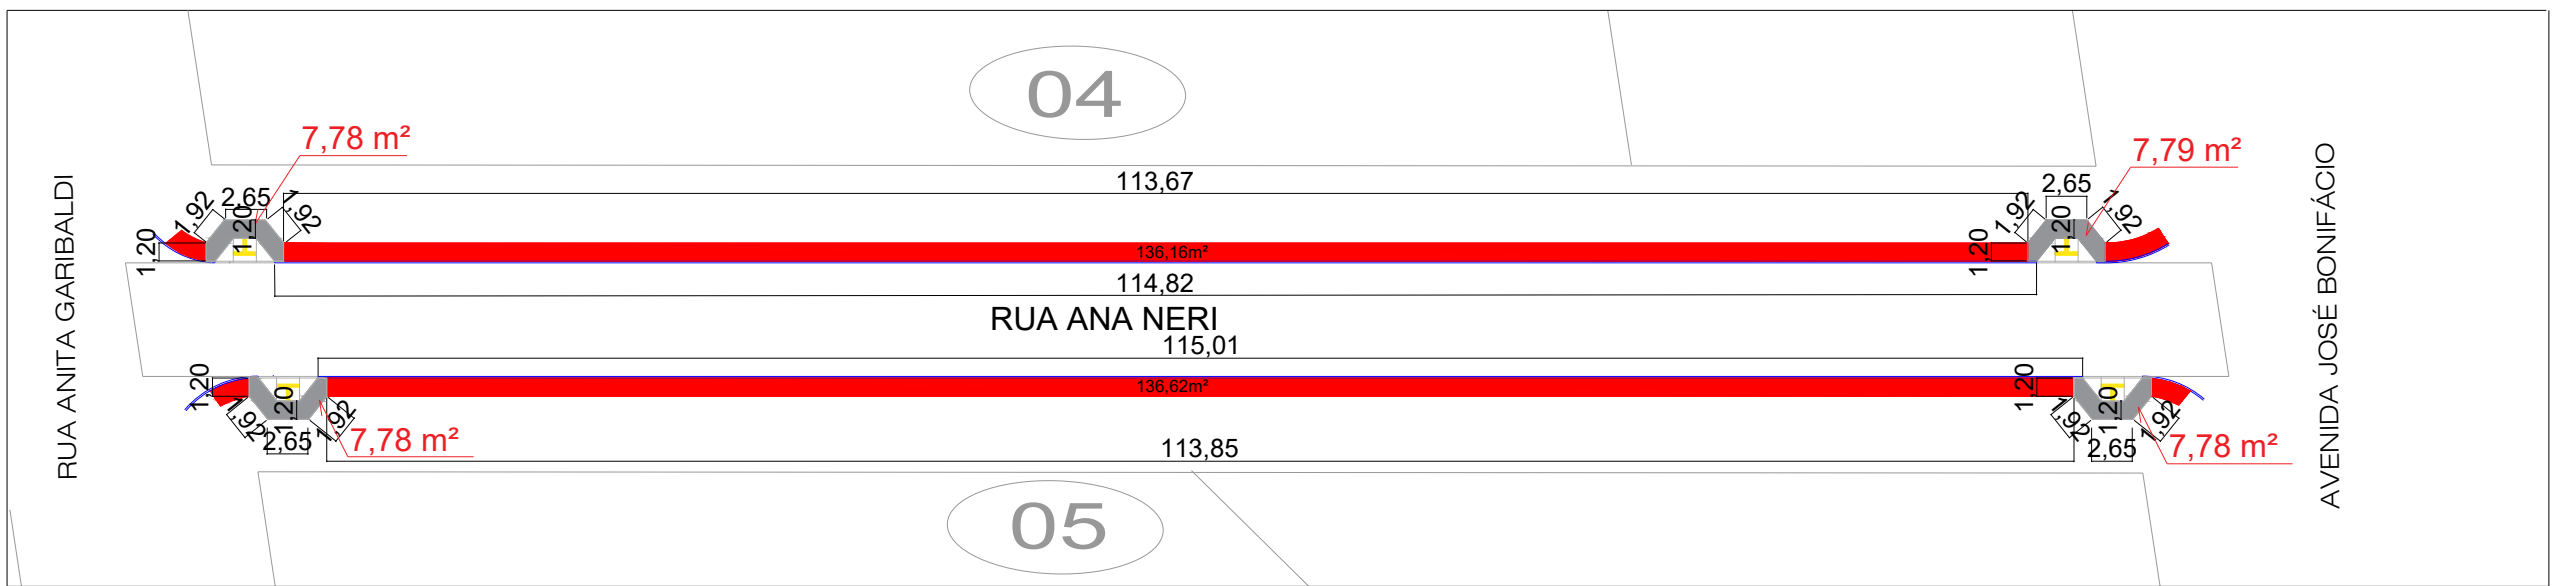 04
7,78 m²
7,79 m²
RUA ANITA GARIBALDI
AVENIDA JOSÉ BONIFÁCIO
113,67
1,92
2,65
1,92
1,20
1,20
136,16m²
1,92
2,65
1,92
1,20
1,20
114,82
RUA ANA NERI
115,01
1,20
1,20
136,62m²
1,20
1,20
1,92
2,65
1,92
7,78 m²
113,85
1,92
2,65
1,92
7,78 m²
05